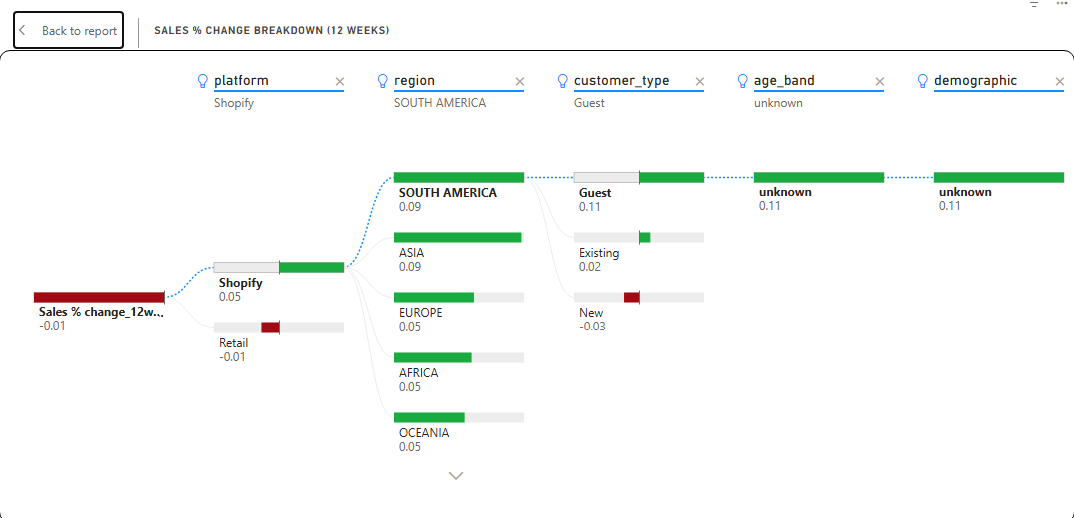 Back to report
SALES % CHANGE BREAKDOWN (12 WEEKS)
platform
region
customer_type
age_band
demographic
Shopify
SOUTH AMERICA
Guest
unknown
SOUTH AMERICA
0.09
Guest
0.11
unknown
0.11
unknown
0.11
ASIA
0.09
Existing
0.02
Shopify
0.05
Sales % change_12w...
-0.01
EUROPE
0.05
New
-0.03
Retail
-0.01
AFRICA
0.05
OCEANIA
0.05